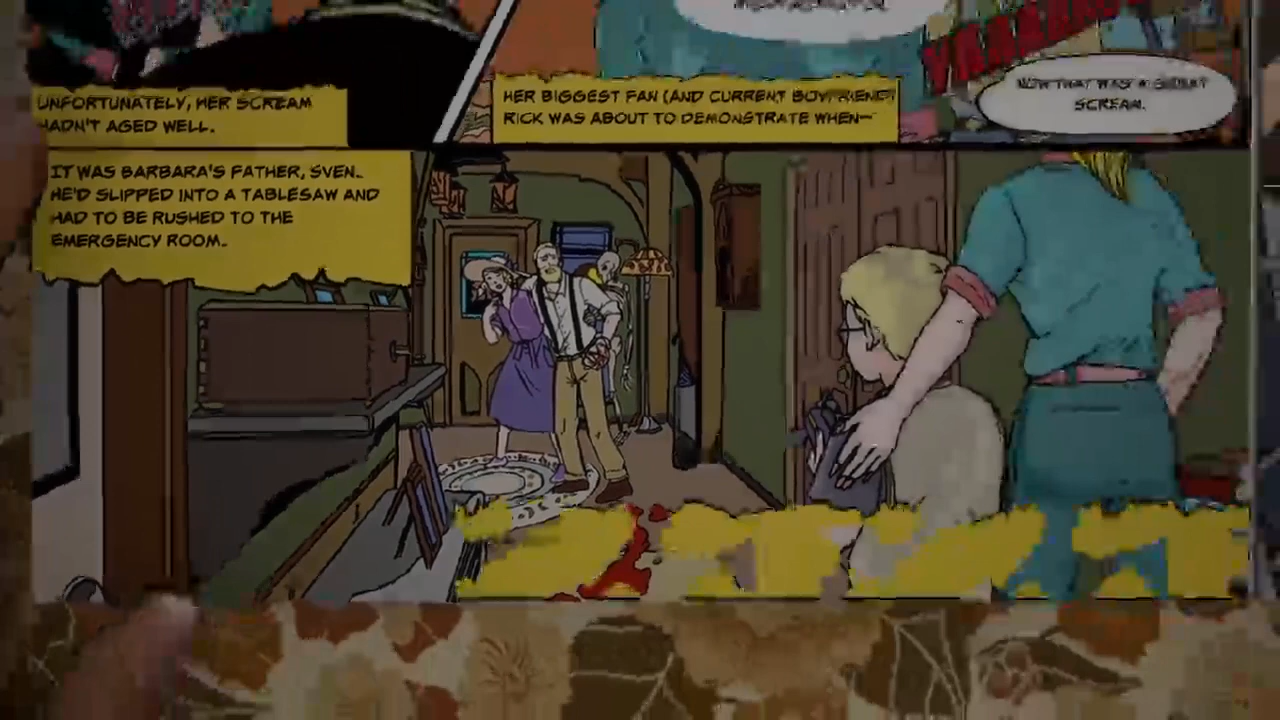 UNFORTUNATELY, HER SCREAM
HADN'T AGED WELL.
HER BIGGEST FAN (AND CURRENT BOYFRIEND)
RICK WAS ABOUT TO DEMONSTRATE WHEN—
NOW THAT WAS A GREAT
SCREAM.
IT WAS BARBARA'S FATHER, SVEN.
HE'D SLIPPED INTO A TABLESAW AND
HAD TO BE RUSHED TO THE
EMERGENCY ROOM.